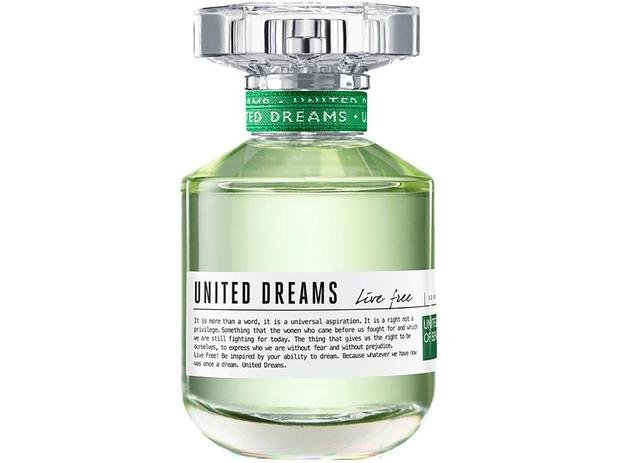 UNITED DREAMS • U
UNITED DREAMS Live free
It is more than a word, it is a universal aspiration. It is a right not a
privilege. Something that the women who came before us fought for and which
we are still fighting for today. The thing that gives us the right to be
ourselves, to express who we are without fear and without prejudice.
Live Free! Be inspired by your ability to dream. Because whatever we have now
was once a dream. United Dreams.
UNITED
OF BE